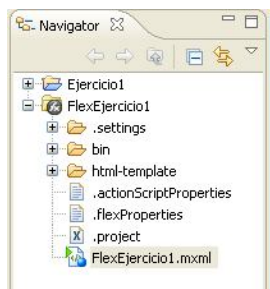 Navigator
Ejercicio1
FlexEjercicio1
.settings
bin
html-template
.actionScriptProperties
.flexProperties
.project
FlexEjercicio1.mxml